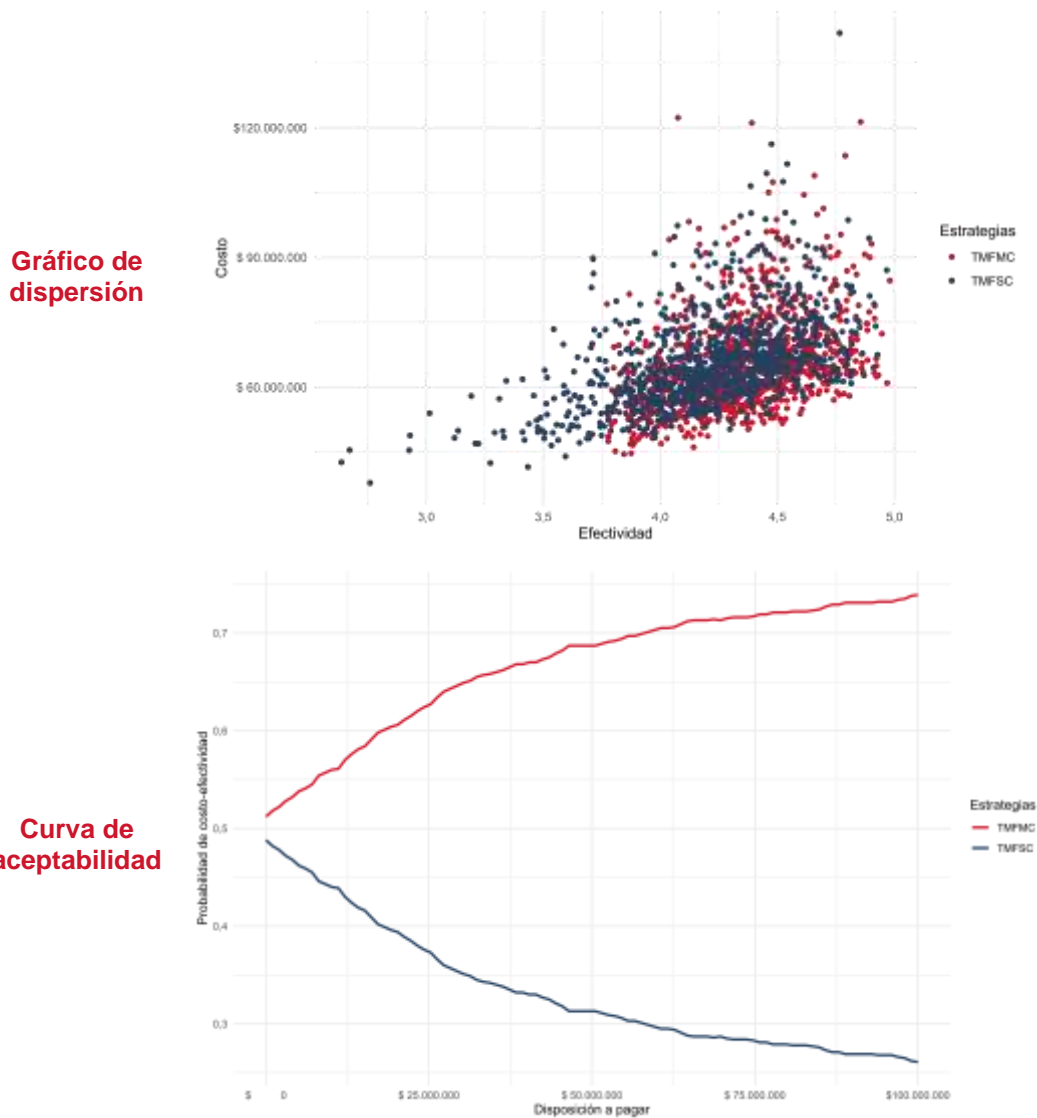 $120.000.000
$ 90.000.000
$ 60.000.000
Costo
3,0
3,5
4,0
4,5
5,0
Efectividad
Estrategias
TMFMC
TMFSC
Gráfico de
dispersión
0,7
0,6
0,5
0,4
0,3
Probabilidad de costo-efectividad
$ 0
$ 25.000.000
$ 50.000.000
$ 75.000.000
$100.000.000
Disposición a pagar
Estrategias
TMFMC
TMFSC
Curva de
aceptabilidad